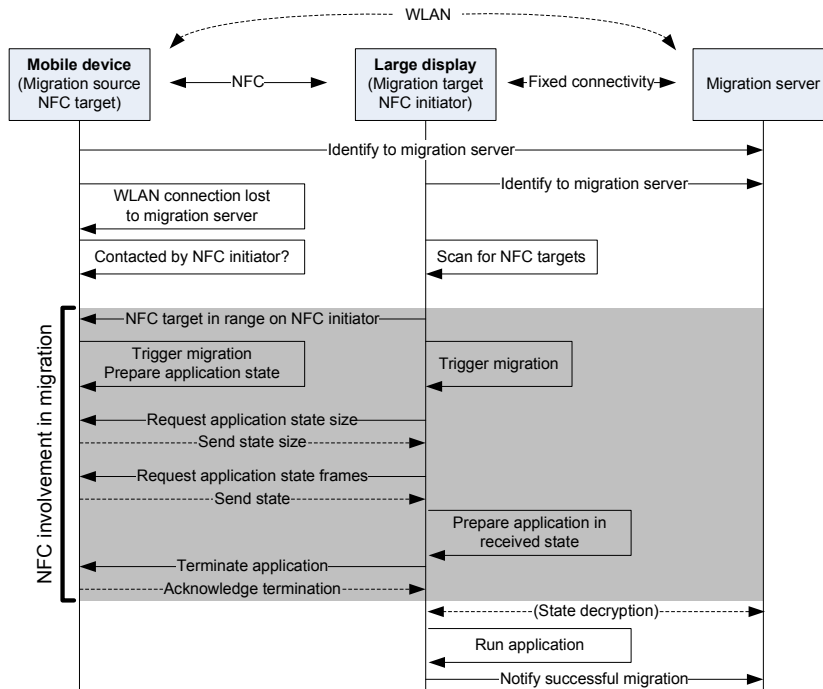 WLAN
Mobile device
(Migration source
NFC target)
NFC
Large display
(Migration target
NFC initiator)
Fixed connectivity
Migration server
Identify to migration server
WLAN connection lost
to migration server
Identify to migration server
Contacted by NFC initiator?
Scan for NFC targets
NFC involvement in migration
NFC target in range on NFC initiator
Trigger migration
Prepare application state
Trigger migration
Request application state size
Send state size
Request application state frames
Send state
Prepare application in
received state
Terminate application
Acknowledge termination
(State decryption)
Run application
Notify successful migration